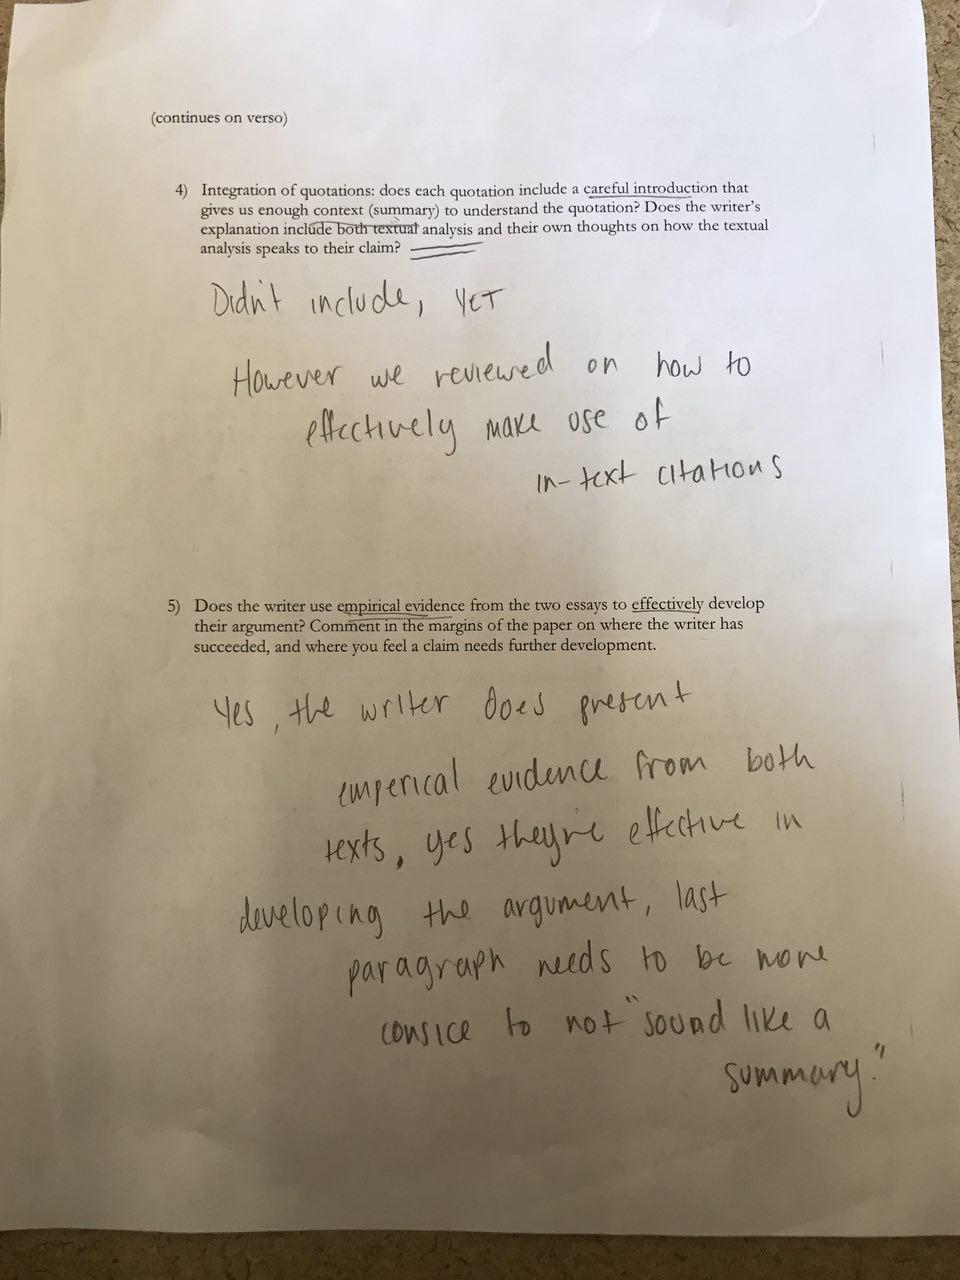 (continues on verso)
4) Integration of quotations: does each quotation include a careful introduction that
gives us enough context (summary) to understand the quotation? Does the writer's
explanation include both textual analysis and their own thoughts on how the textual
analysis speaks to their claim?
Didn't include, yet
However we reviewed on how to
effectively make use of
in-text citations
5) Does the writer use empirical evidence from the two essays to effectively develop
their argument? Comment in the margins of the paper on where the writer has
succeeded, and where you feel a claim needs further development.
Yes, the writer does present
emperical evidence from both
texts, yes they're effective in
developing the argument, last
paragraph needs to be more
consice to not "sound like a
summary."